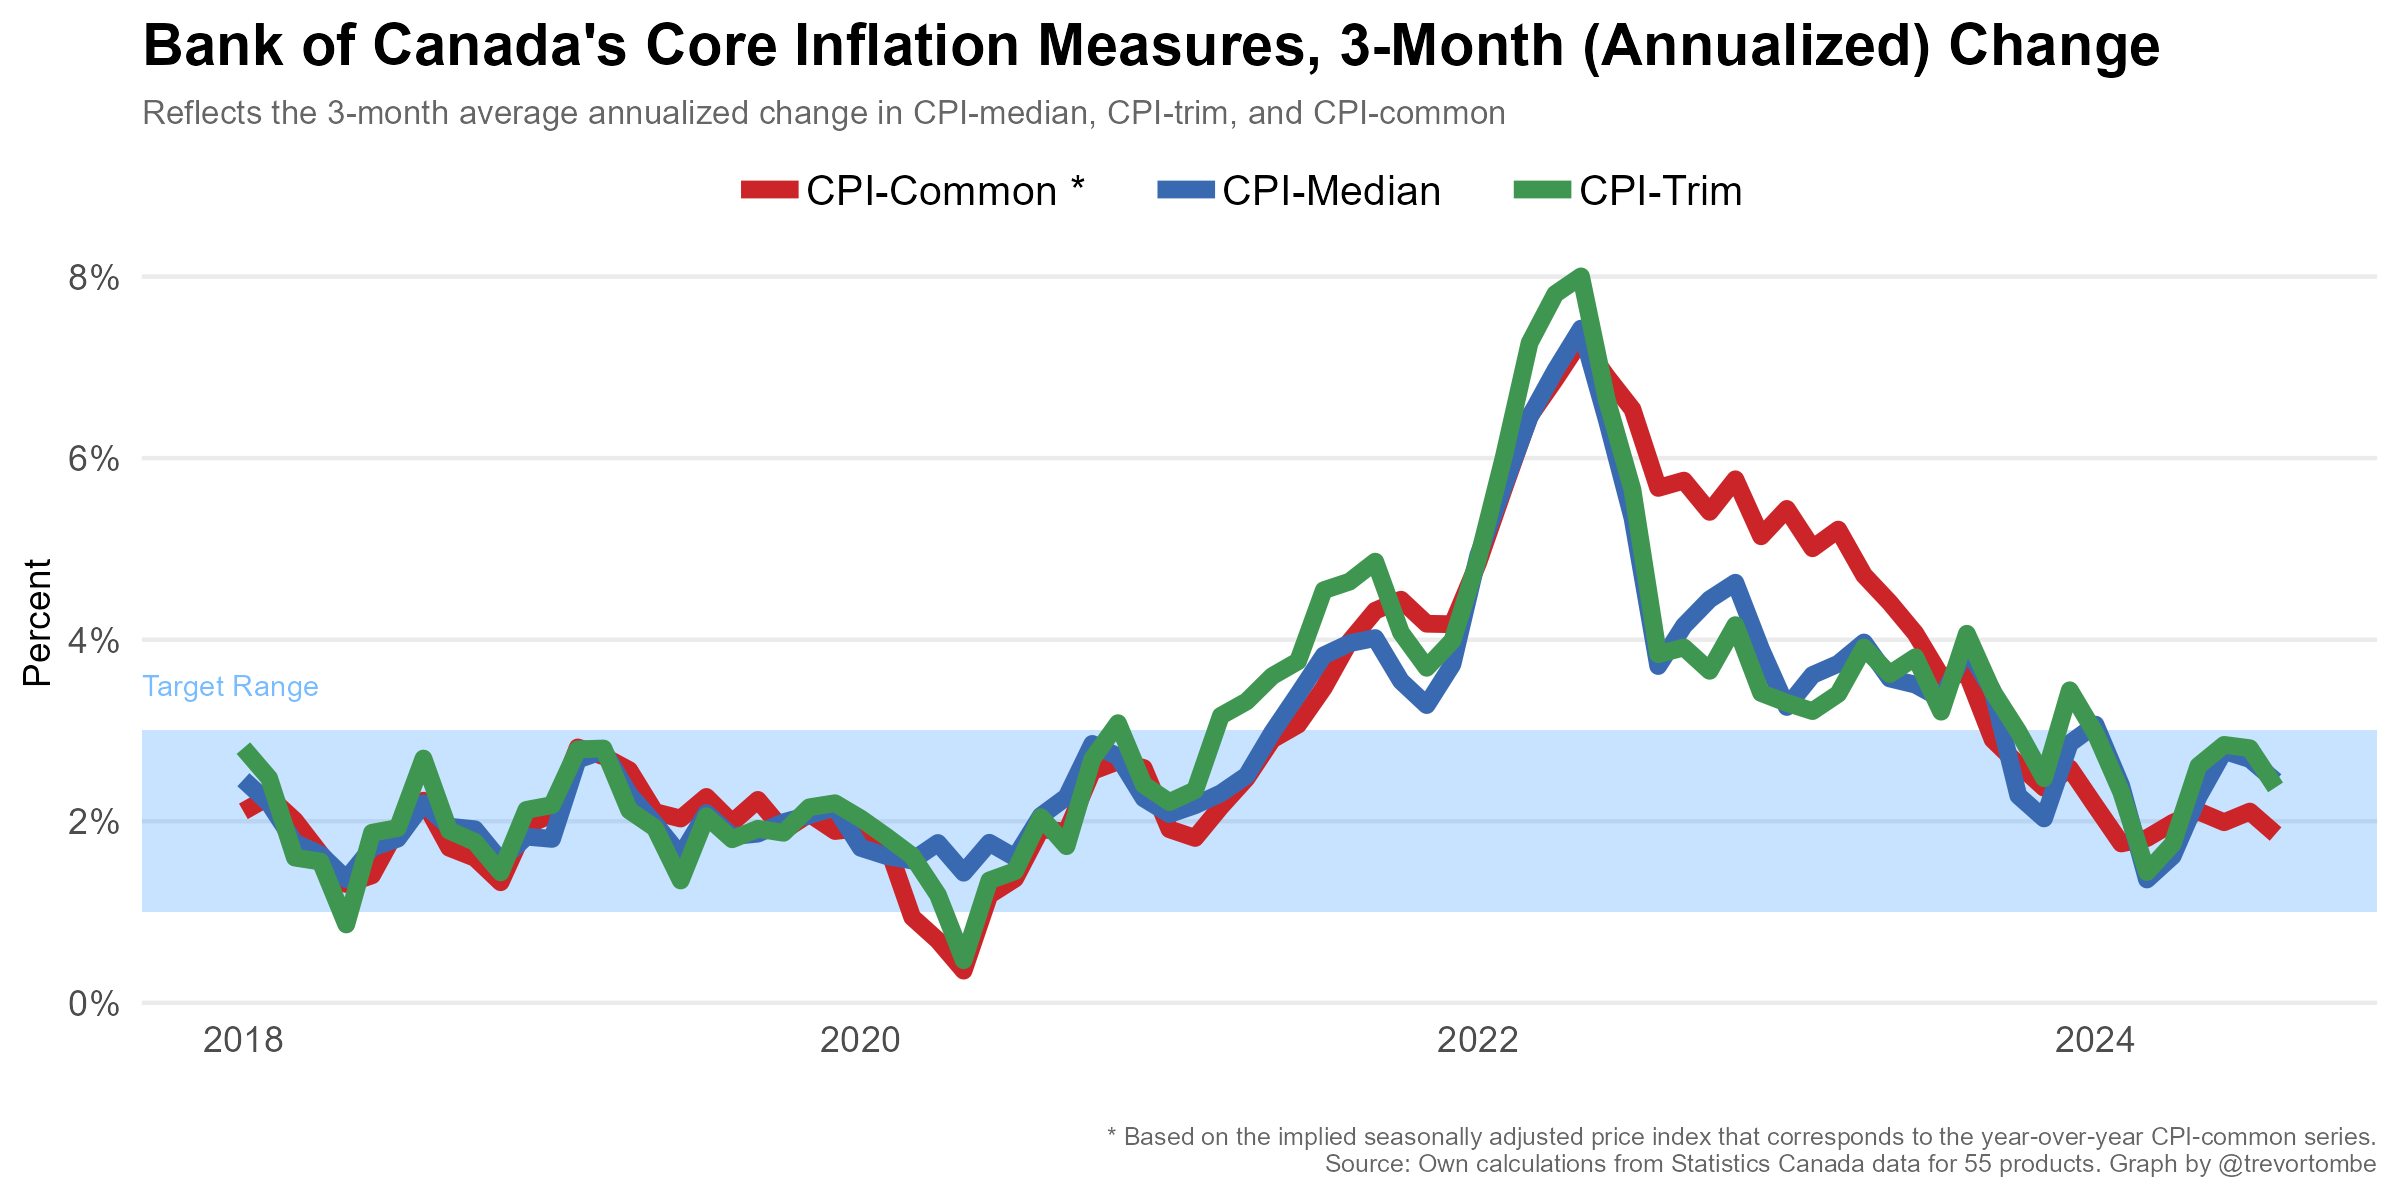 Bank of Canada's Core Inflation Measures, 3-Month (Annualized) Change
Reflects the 3-month average annualized change in CPI-median, CPI-trim, and CPI-common
CPI-Common *
CPI-Median
CPI-Trim
8%
6%
4%
2%
0%
Percent
Target Range
2018
2020
2022
2024
* Based on the implied seasonally adjusted price index that corresponds to the year-over-year CPI-common series.
Source: Own calculations from Statistics Canada data for 55 products. Graph by @trevortombe